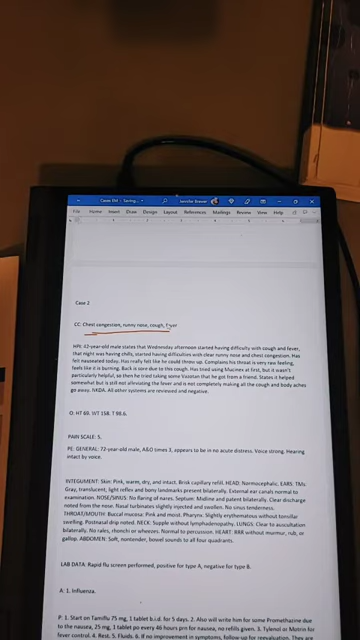 Cases EM - Saving...
File Home Insert Draw Design Layout References Mailings Review View Help
Case 2
CC: Chest congestion, runny nose, cough, fever
HPI: 42-year-old male states that Wednesday afternoon started having difficulty with cough and fever,
that night was having chills, started having difficulties with clear runny nose and chest congestion. Has
felt nauseated today. Has really felt like he could throw up. Complains his throat is very raw feeling,
feels like it is burning. Back is sore due to this cough. Has tried using Mucinex at first, but it wasn't
particularly helpful, so then he tried taking some that he got from a friend. States it helped
somewhat but is still not alleviating the fever and is not completely making all the cough and body aches
go away. NKDA. All other systems are reviewed and negative.
O: HT 69. WT 158. T 98.6.
PAIN SCALE: 5.
PE: GENERAL: 72-year-old male, A&O times 3, appears to be in no acute distress. Voice strong. Hearing
intact by voice.
INTEGUMENT: Skin: Pink, warm, dry, and intact. Brisk capillary refill. HEAD: Normocephalic. EARS: TMs
Gray, translucent, light reflex and bony landmarks present bilaterally. External ear canals normal to
examination. NOSE/SINUS: No flaring of nares. Septum: Midline and patent bilaterally. Clear discharge
noted from the nose. Nasal turbinates slightly injected and swollen. No sinus tenderness.
THROAT/MOUTH: Buccal mucosa: Pink and moist. Pharynx: Slightly erythematous without tonsillar
swelling. Postnasal drip noted. NECK: Supple without lymphadenopathy. LUNGS: Clear to auscultation
bilaterally. No rales, rhonchi or wheezes. Normal to percussion. HEART: RRR without murmur, rub, or
gallop. ABDOMEN: Soft, nontender, bowel sounds to all four quadrants.
LAB DATA: Rapid flu screen performed, positive for type A, negative for type B.
A: 1. Influenza.
P: 1. Start on Tamiflu 75 mg, 1 tablet b.i.d. for 5 days. 2. Also will write him for some Promethazine due
to the nausea, 25 mg, 1 tablet po every 46 hours prn for nausea, no refills given. 3. Tylenol or Motrin for
fever control. 4. Rest. 5. Fluids. 6. If no improvement in symptoms, follow-up for reevaluation. They are